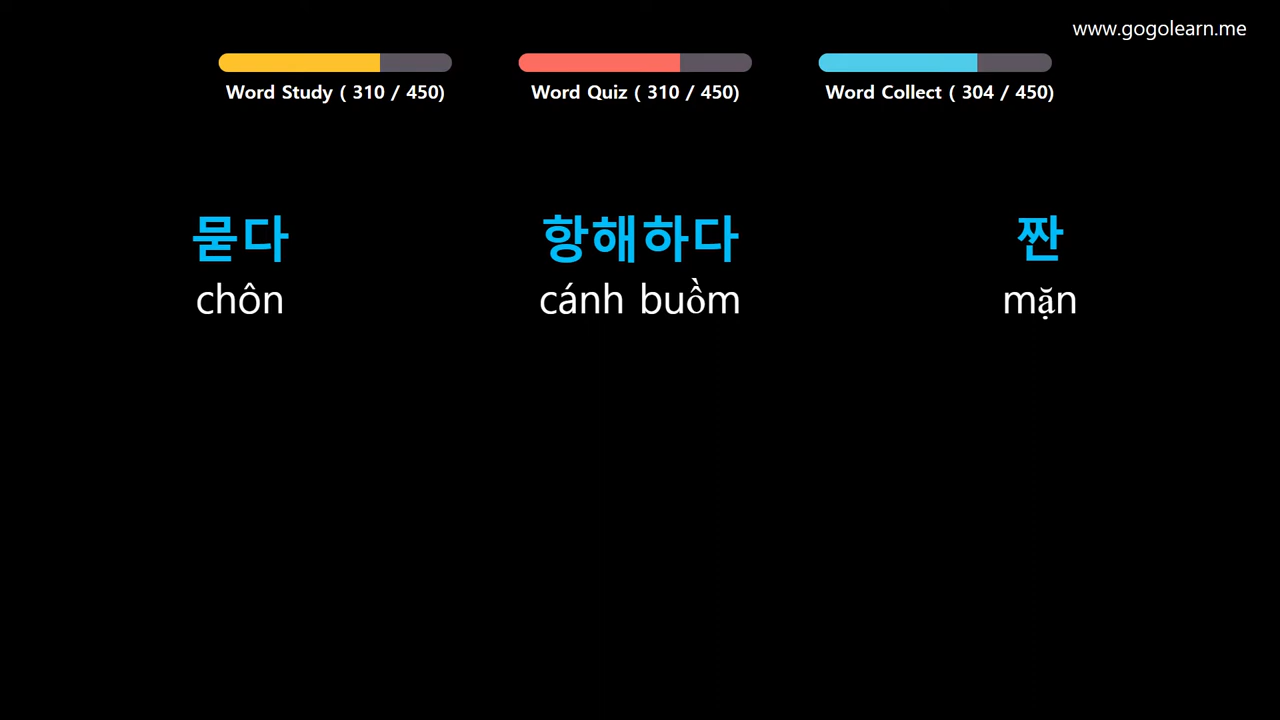 www.gogolearn.me
Word Study ( 310 / 450)
Word Quiz ( 310 / 450)
Word Collect ( 304 / 450)
묻다
항해하다
짠
chôn
cánh buồm
mặn